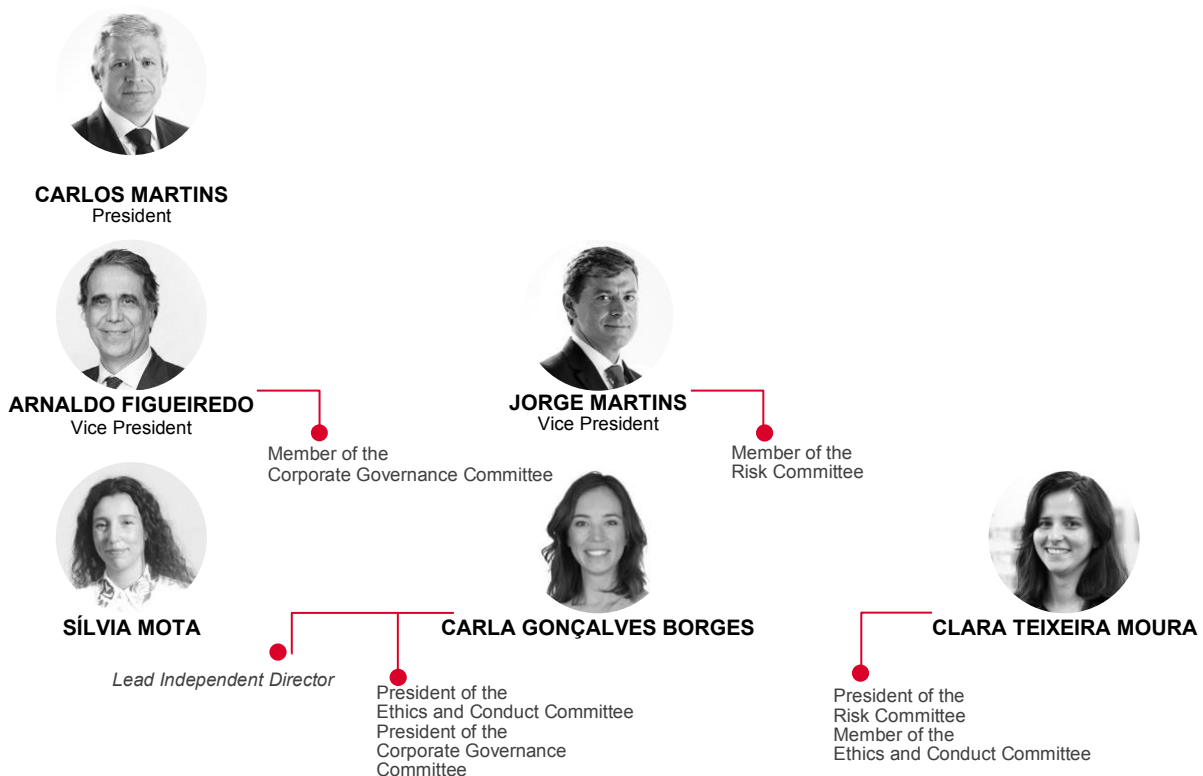 CARLOS MARTINS
President
ARNALDO FIGUEIREDO
Vice President
Member of the
Corporate Governance Committee
JORGE MARTINS
Vice President
Member of the
Risk Committee
SÍLVIA MOTA
CARLA GONÇALVES BORGES
Lead Independent Director
President of the
Ethics and Conduct Committee
President of the
Corporate Governance
Committee
CLARA TEIXEIRA MOURA
President of the
Risk Committee
Member of the
Ethics and Conduct Committee